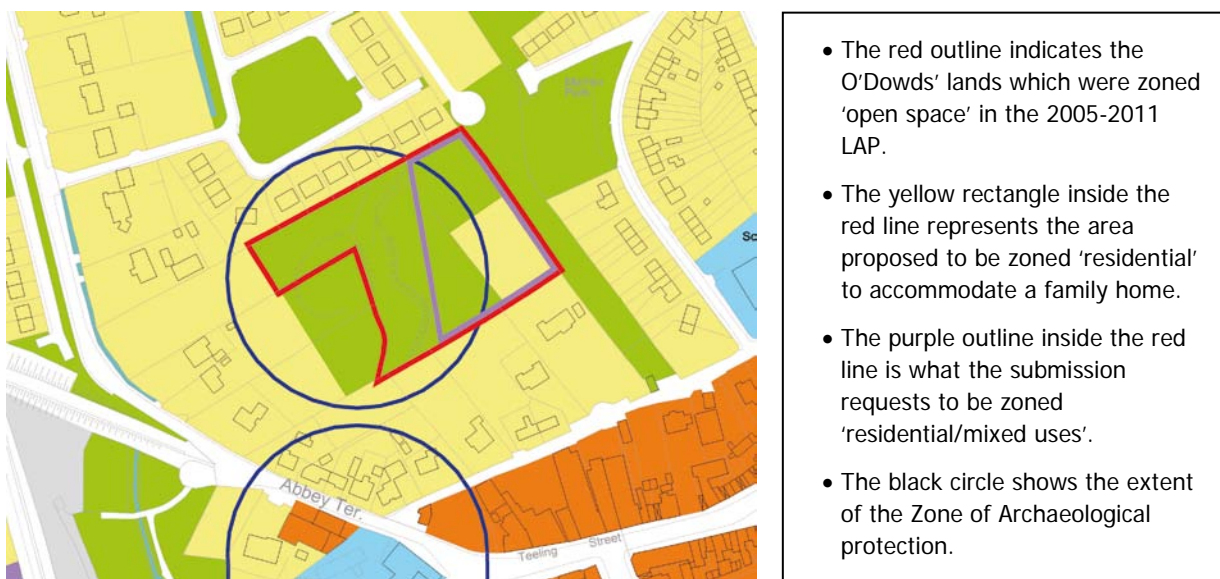 Abbey Ter.
Teeling Street
Sc
• The red outline indicates the
O'Dowds' lands which were zoned
'open space' in the 2005-2011
LAP.
• The yellow rectangle inside the
red line represents the area
proposed to be zoned 'residential'
to accommodate a family home.
• The purple outline inside the red
line is what the submission
requests to be zoned
'residential/mixed uses'.
• The black circle shows the extent
of the Zone of Archaeological
protection.